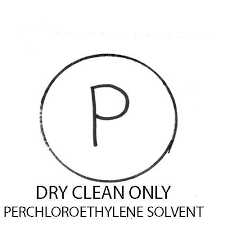 P
DRY CLEAN ONLY
PERCHLOROETHYLENE SOLVENT